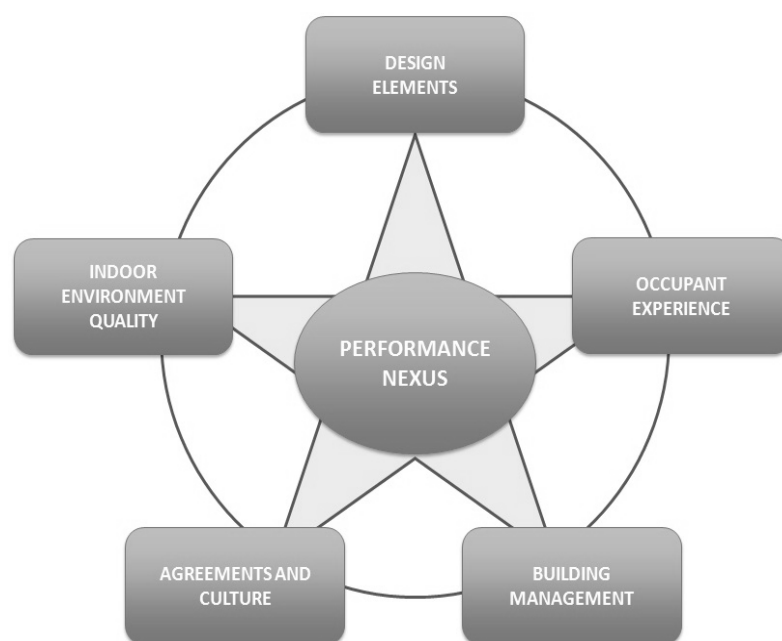 DESIGN
ELEMENTS
INDOOR
ENVIRONMENT
QUALITY
OCCUPANT
EXPERIENCE
PERFORMANCE
NEXUS
AGREEMENTS AND
CULTURE
BUILDING
MANAGEMENT